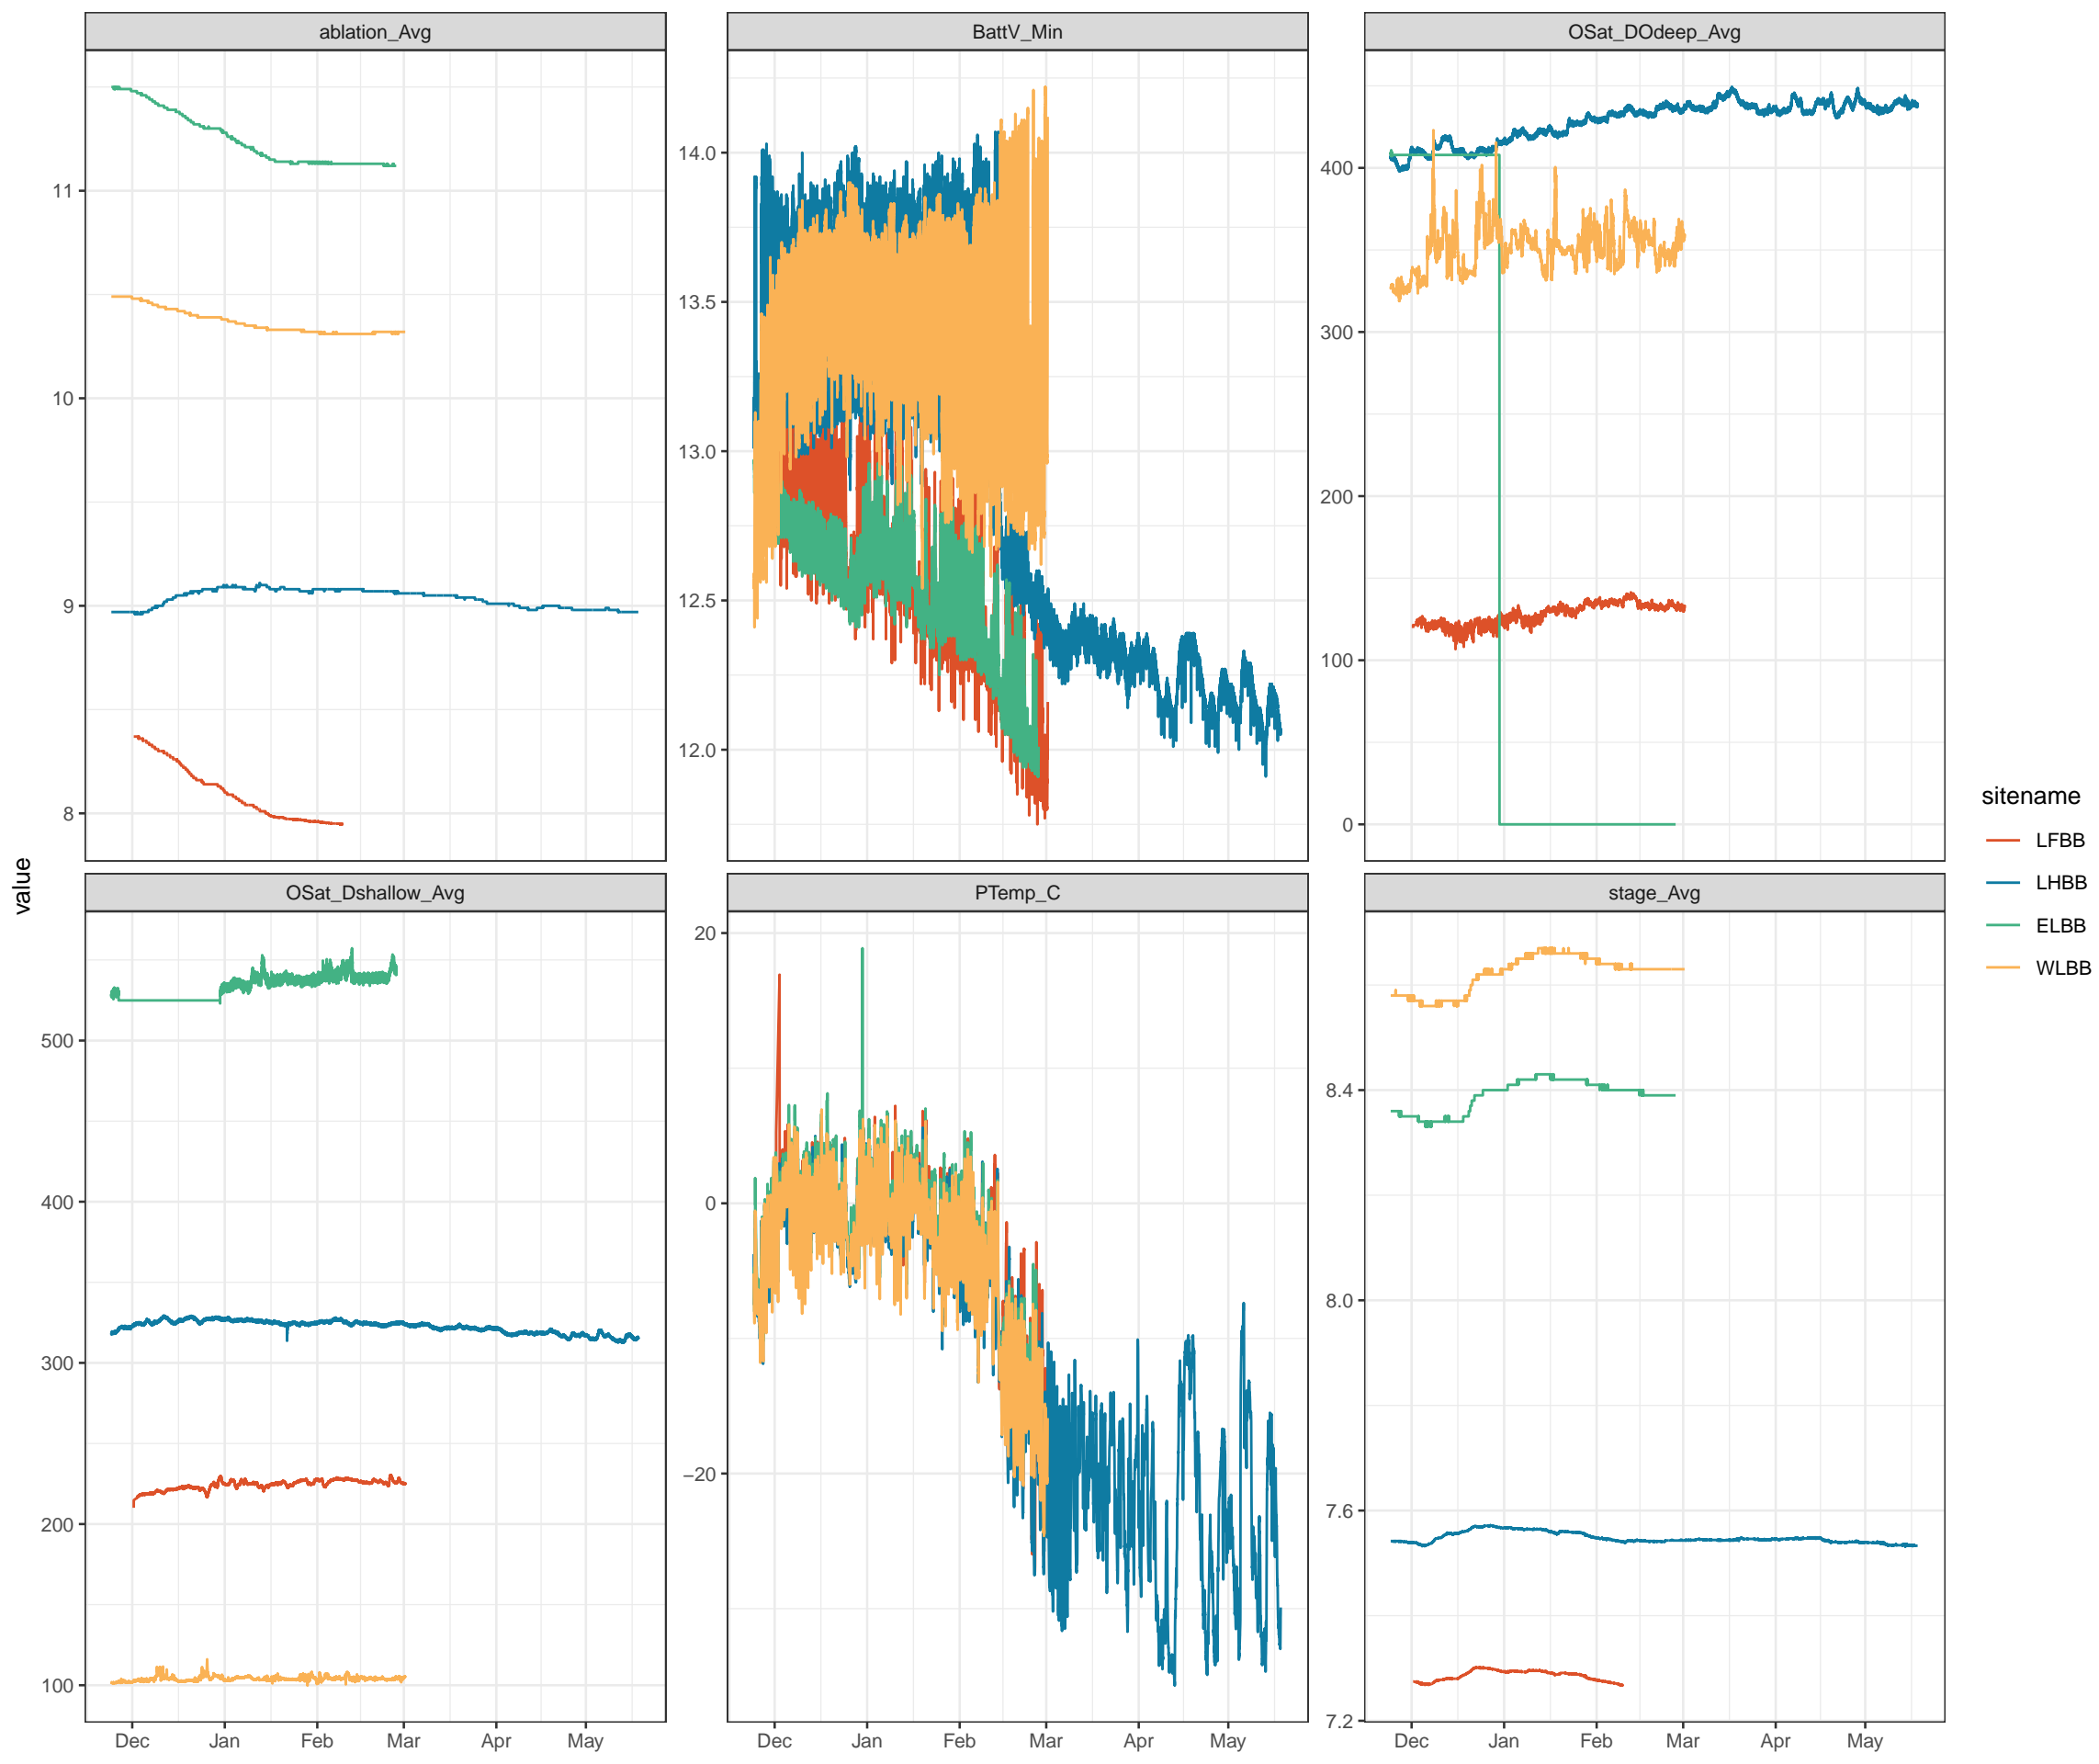 ablation_Avg
BattV_Min
OSat_DOdeep_Avg
11
10
9
8
14.0
13.5
13.0
12.5
12.0
400
300
200
100
0
value
OSat_Dshallow_Avg
PTemp_C
stage_Avg
500
400
300
200
100
20
0
−20
8.4
8.0
7.6
7.2
Dec Jan Feb Mar Apr May
Dec Jan Feb Mar Apr May
Dec Jan Feb Mar Apr May
sitename
LFBB
LHBB
ELBB
WLBB